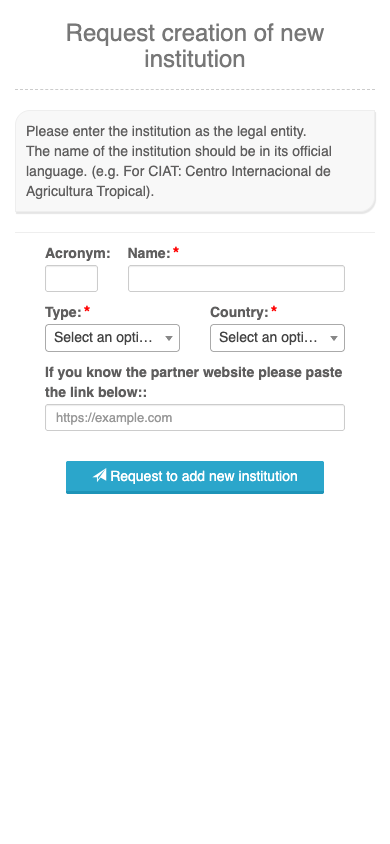 Request creation of new
institution
Please enter the institution as the legal entity.
The name of the institution should be in its official
language. (e.g. For CIAT: Centro Internacional de
Agricultura Tropical).
Acronym: Name: *
Type: * Country: *
Select an opti... Select an opti...
If you know the partner website please paste
the link below::
https://example.com
Request to add new institution